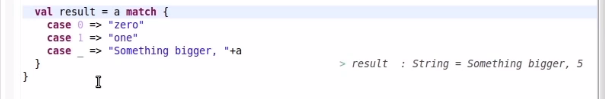 val result = a match {
case 0 => "zero"
case 1 => "one"
case _ => "Something bigger, "+a
}
> result : String = Something bigger, 5
}